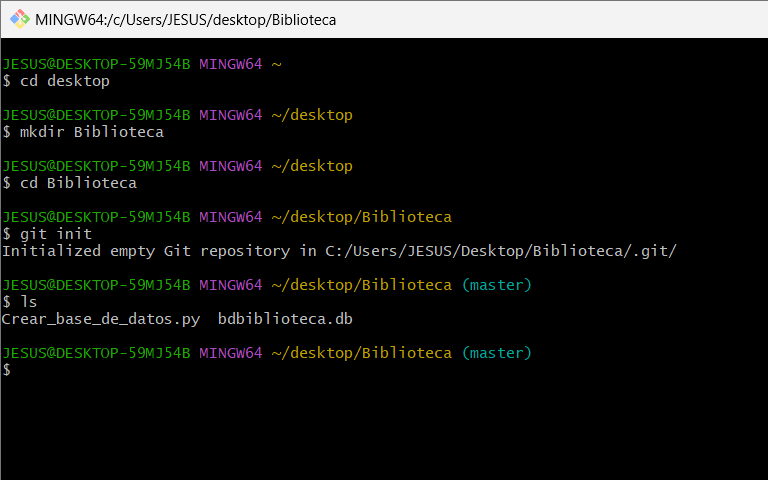 MINGW64:/c/Users/JESUS/desktop/Biblioteca
JESUS@DESKTOP-59MJ54B MINGW64 ~
$ cd desktop
JESUS@DESKTOP-59MJ54B MINGW64 ~/desktop
$ mkdir Biblioteca
JESUS@DESKTOP-59MJ54B MINGW64 ~/desktop
$ cd Biblioteca
JESUS@DESKTOP-59MJ54B MINGW64 ~/desktop/Biblioteca
$ git init
Initialized empty Git repository in C:/Users/JESUS/Desktop/Biblioteca/.git/
JESUS@DESKTOP-59MJ54B MINGW64 ~/desktop/Biblioteca (master)
$ ls
Crear_base_de_datos.py  bdbiblioteca.db
JESUS@DESKTOP-59MJ54B MINGW64 ~/desktop/Biblioteca (master)
$